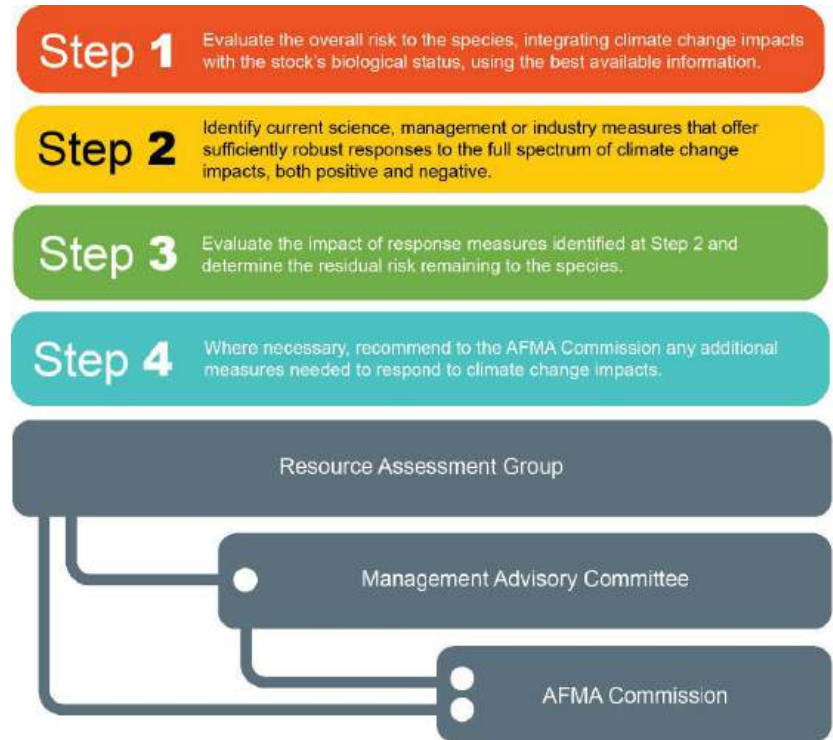 Step 1
Evaluate the overall risk to the species, integrating climate change impacts
with the stock's biological status, using the best available information.
Step 2
Identify current science, management or industry measures that offer
sufficiently robust responses to the full spectrum of climate change
impacts, both positive and negative.
Step 3
Evaluate the impact of response measures identified at Step 2 and
determine the residual risk remaining to the species.
Step 4
Where necessary, recommend to the AFMA Commission any additional
measures needed to respond to climate change impacts.
Resource Assessment Group
Management Advisory Committee
AFMA Commission